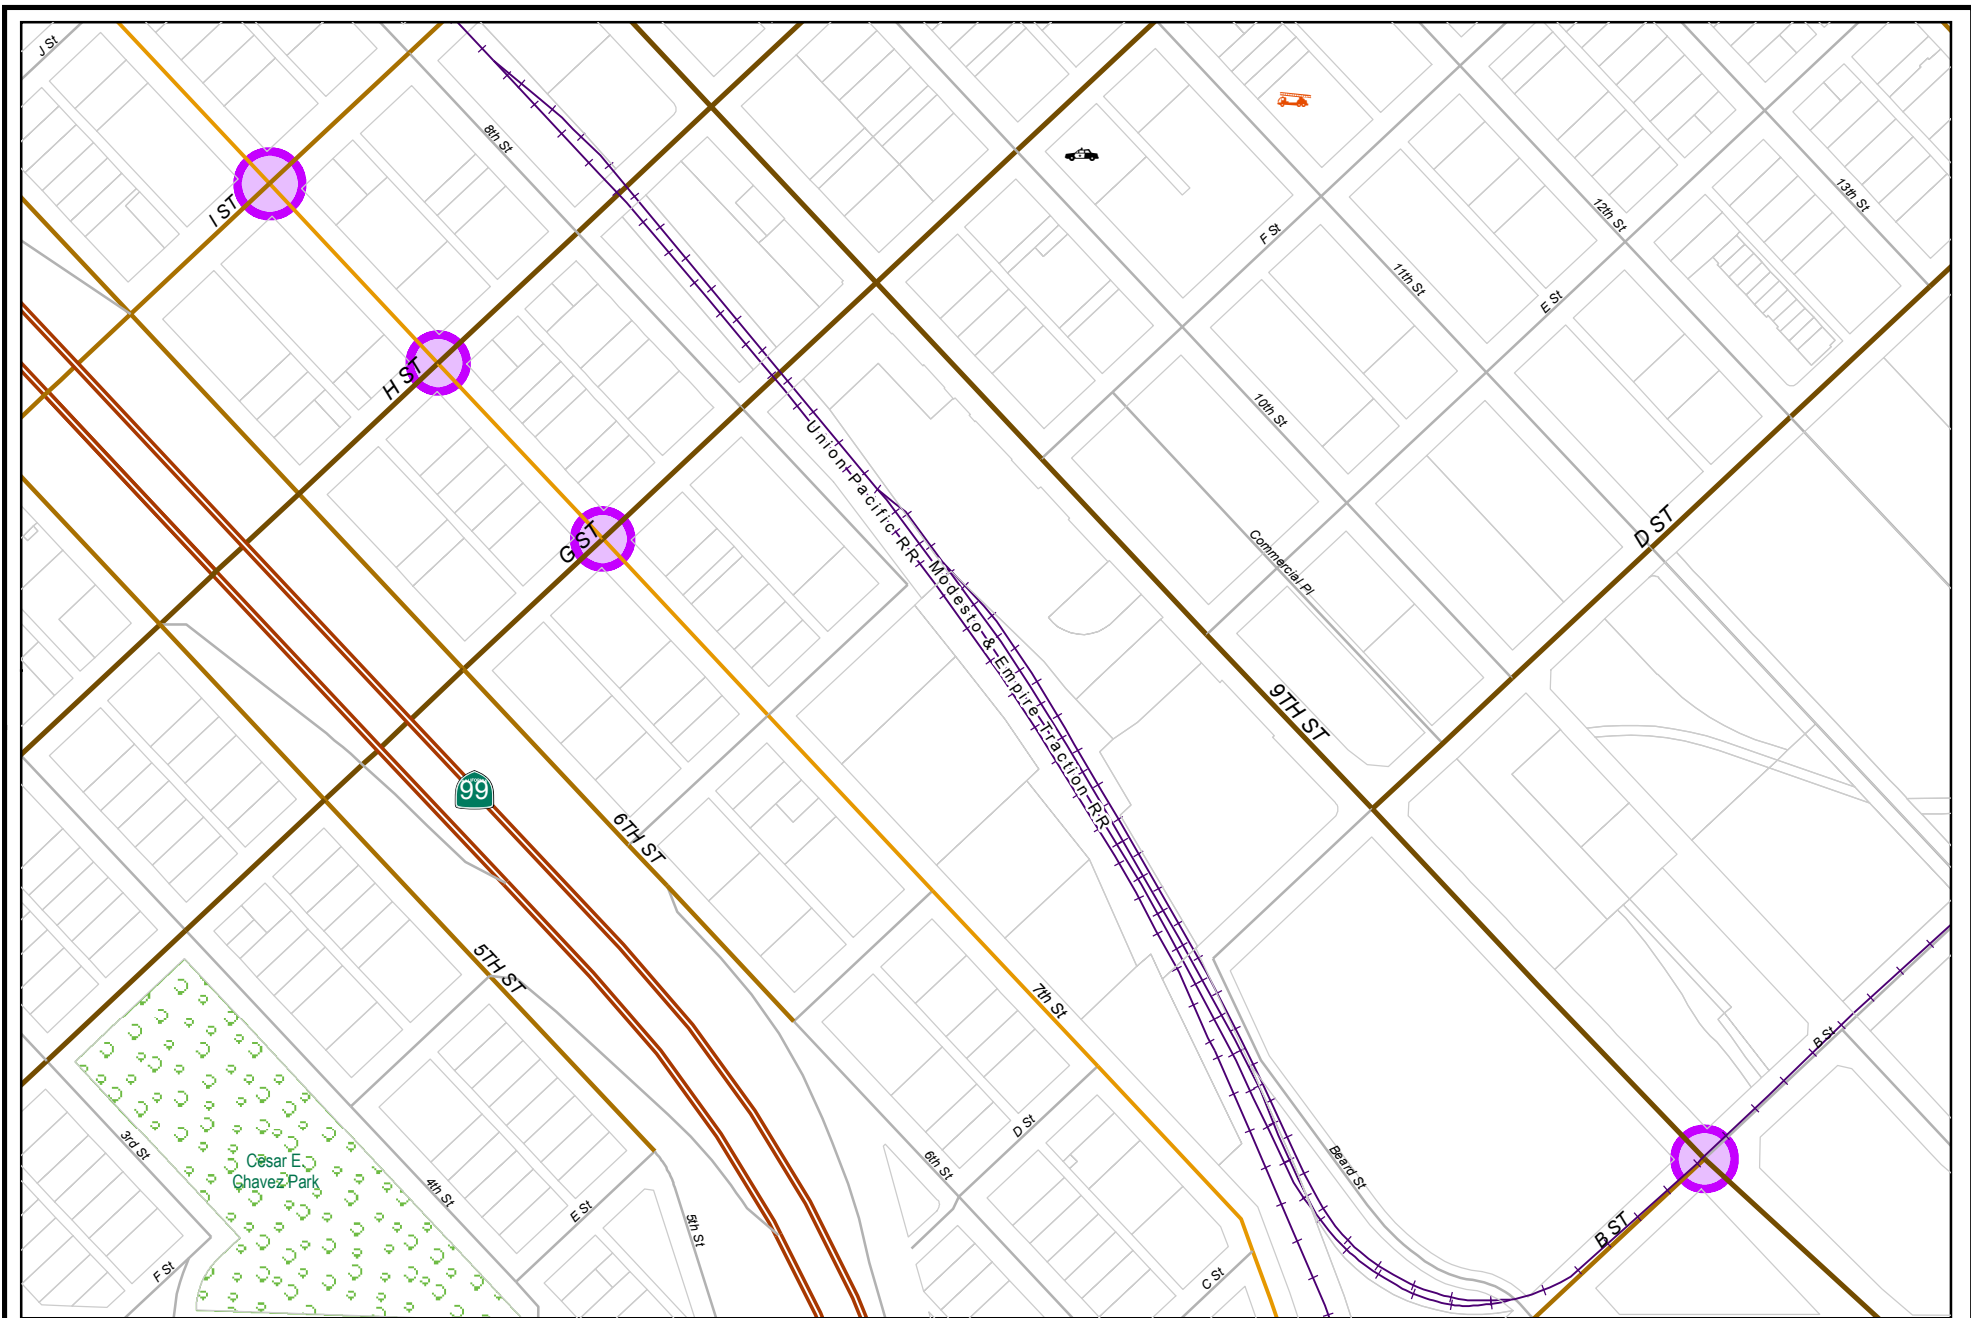 J St
8th St
I ST
13th St
12th St
F St
11th St
E St
H ST
10th St
Union Pacific RR
G ST
D ST
Commercial Pl
Modesto & Empire Traction RR
9TH ST
99
6TH ST
5TH ST
7th St
B St
D St
3rd St
Cesar E.
Chavez Park
6th St
Beard St
4th St
E St
5th St
B ST
F St
C St